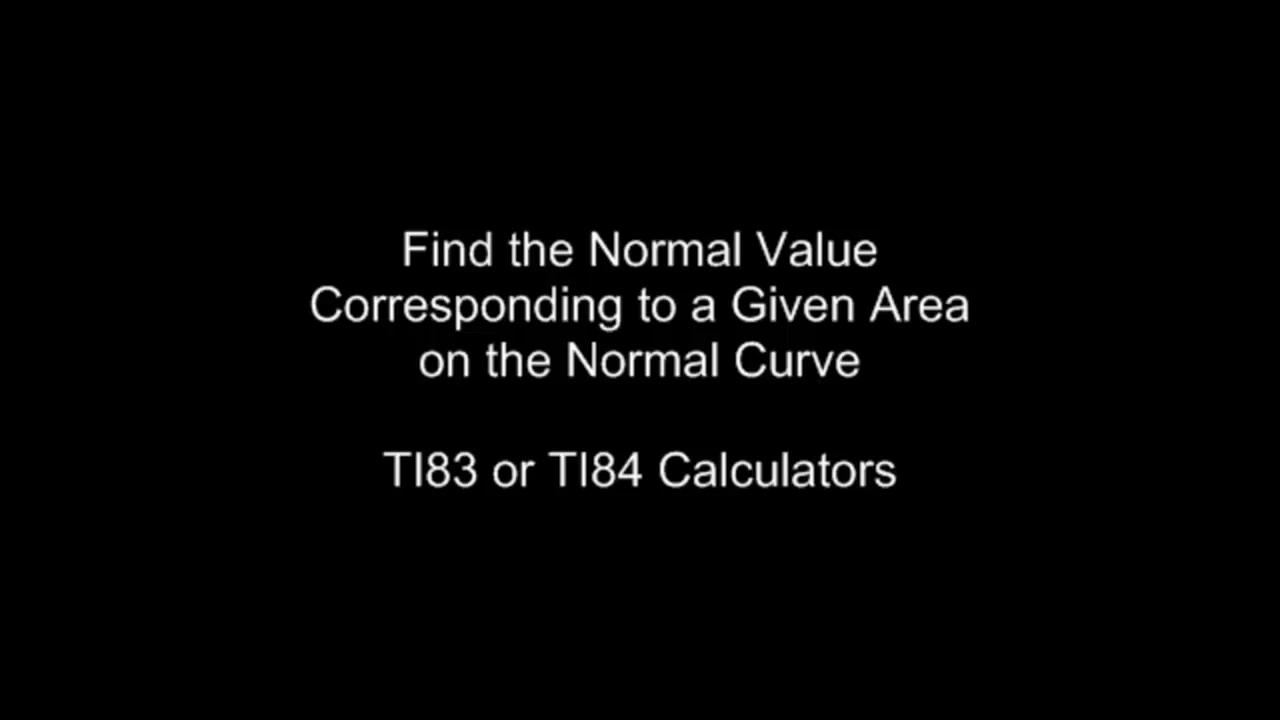 Find the Normal Value
Corresponding to a Given Area
on the Normal Curve
TI83 or TI84 Calculators